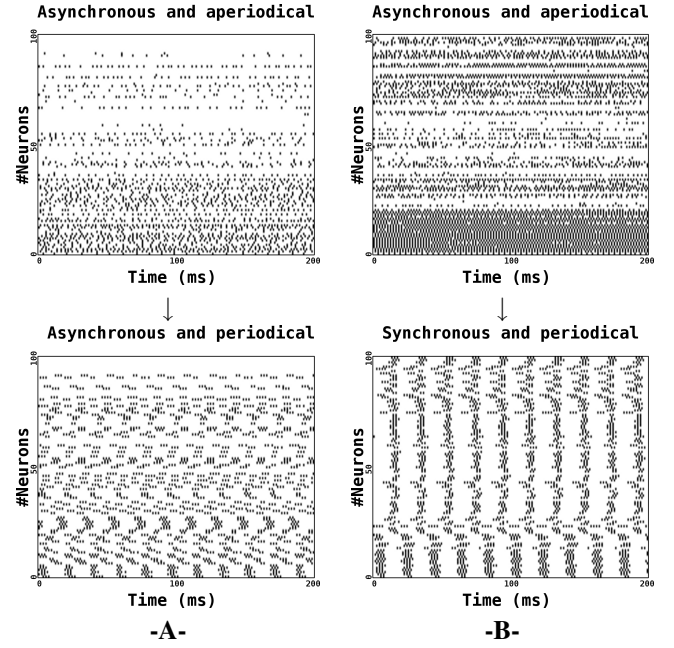 Asynchronous and aperiodical
Asynchronous and aperiodical
100
50
0
#Neurons
0 100 200
Time (ms)
100
50
0
#Neurons
0 100 200
Time (ms)
↓
↓
Asynchronous and periodical
Synchronous and periodical
100
50
0
#Neurons
0 100 200
Time (ms)
100
50
0
#Neurons
0 100 200
Time (ms)
-A-
-B-